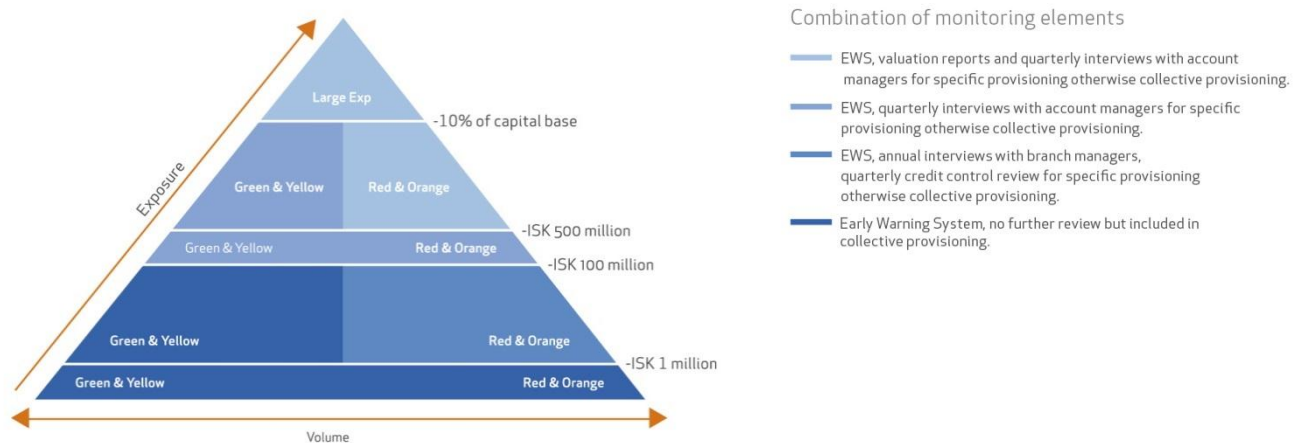 Combination of monitoring elements
EWS, valuation reports and quarterly interviews with account
managers for specific provisioning otherwise collective provisioning.
EWS, quarterly interviews with account managers for specific
provisioning otherwise collective provisioning.
EWS, annual interviews with branch managers,
quarterly credit control review for specific provisioning
otherwise collective provisioning.
Early Warning System, no further review but included in
collective provisioning.
Exposure
Large Exp
-10% of capital base
Green & Yellow
Red & Orange
-ISK 500 million
Green & Yellow
Red & Orange
-ISK 100 million
Green & Yellow
Red & Orange
-ISK 1 million
Green & Yellow
Red & Orange
Volume